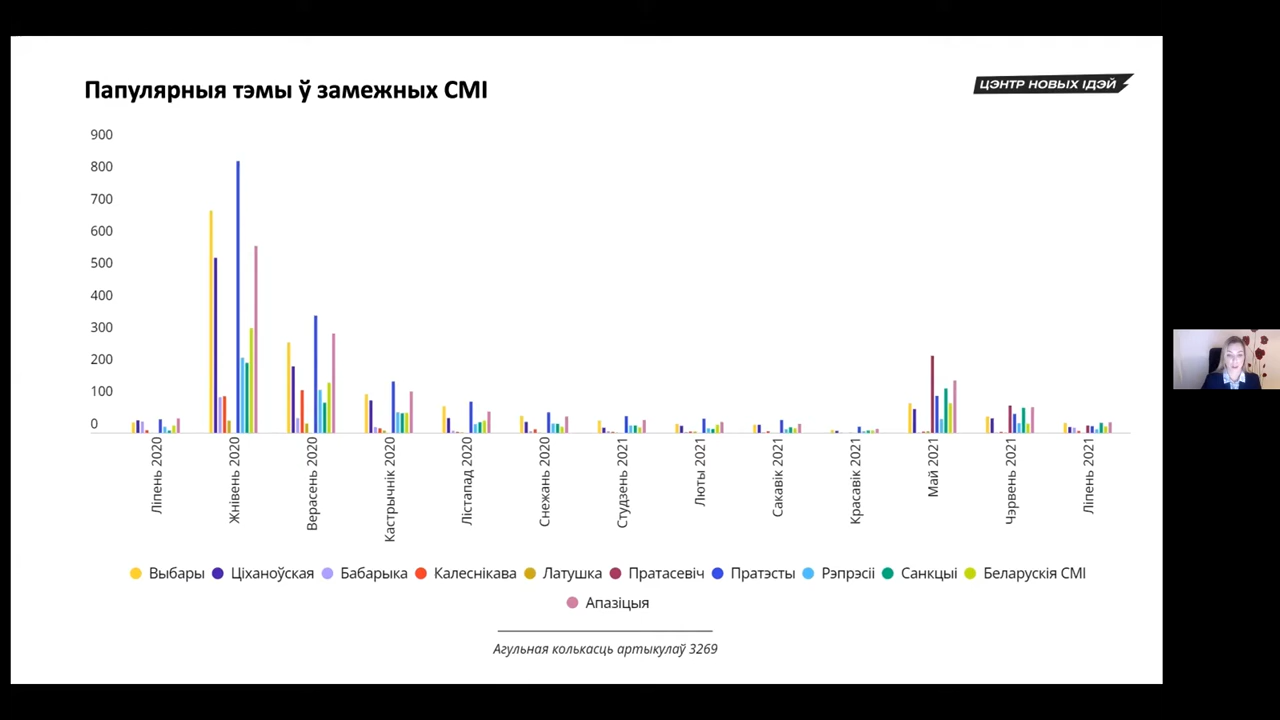 Папулярныя тэмы ў замежных СМІ
ЦЭНТР НОВЫХ ІДЭЙ
900
800
700
600
500
400
300
200
100
0
Ліпень 2020
Жнівень 2020
Верасень 2020
Кастрычнік 2020
Лістапад 2020
Снежань 2020
Студзень 2021
Люты 2021
Сакавік 2021
Красавік 2021
Май 2021
Чэрвень 2021
Ліпень 2021
Выбары Ціханоўская Бабарыка Калеснікава Латушка Пратасевіч Пратэсты Рэпрэсіі Санкцыі Беларускія СМІ
Апазіцыя
Агульная колькасць артыкулаў 3269